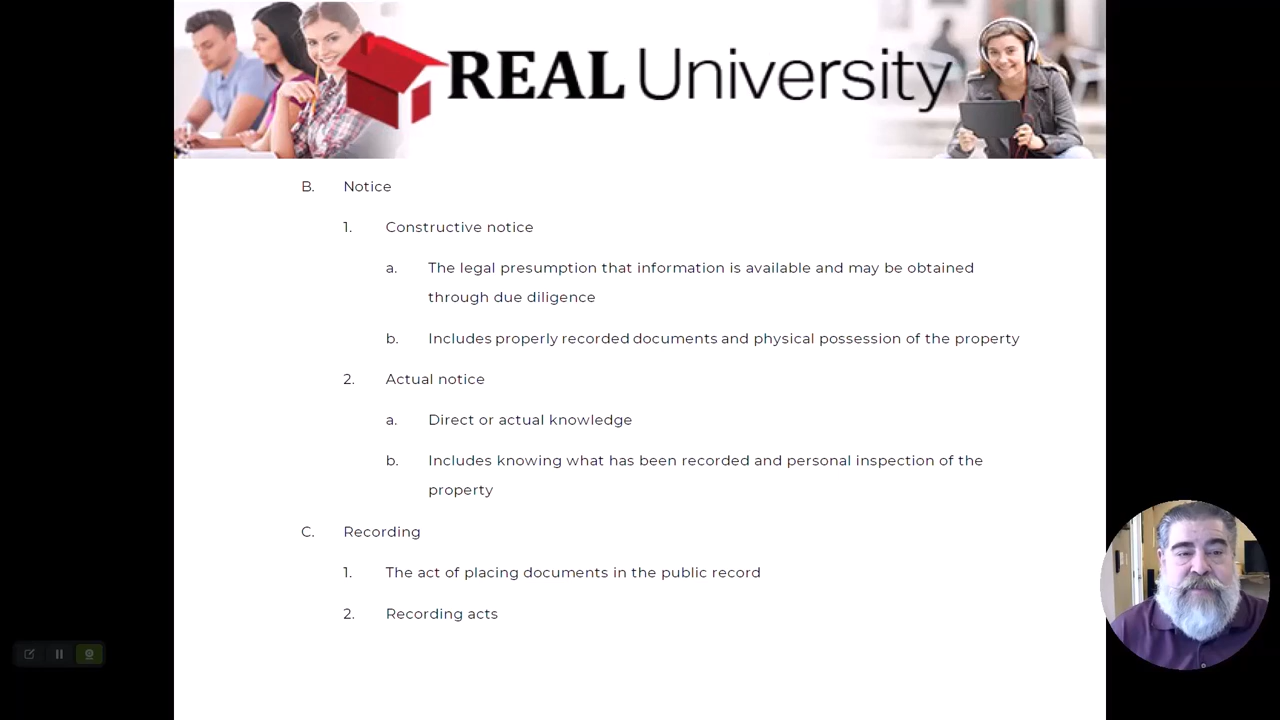 REAL University
B. Notice
1. Constructive notice
a. The legal presumption that information is available and may be obtained
through due diligence
b. Includes properly recorded documents and physical possession of the property
2. Actual notice
a. Direct or actual knowledge
b. Includes knowing what has been recorded and personal inspection of the
property
C. Recording
1. The act of placing documents in the public record
2. Recording acts